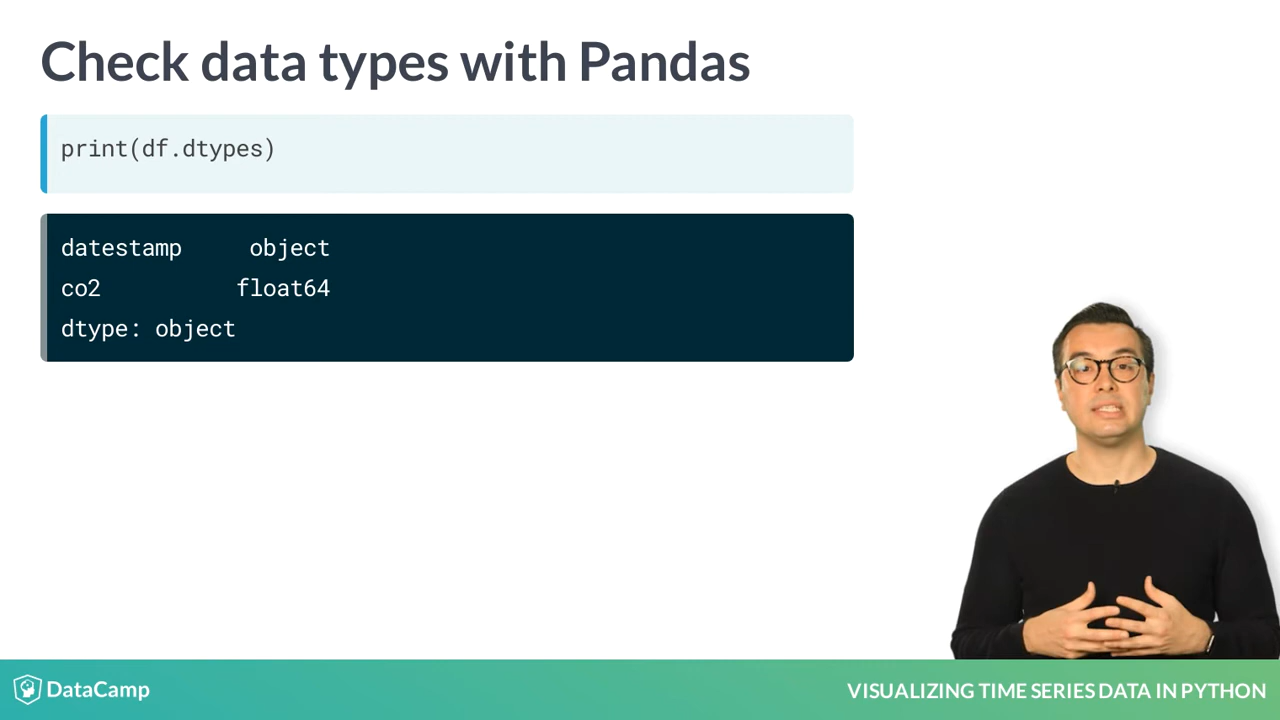 Check data types with Pandas
print(df.dtypes)
datestamp     object
co2          float64
dtype: object
DataCamp
VISUALIZING TIME SERIES DATA IN PYTHON